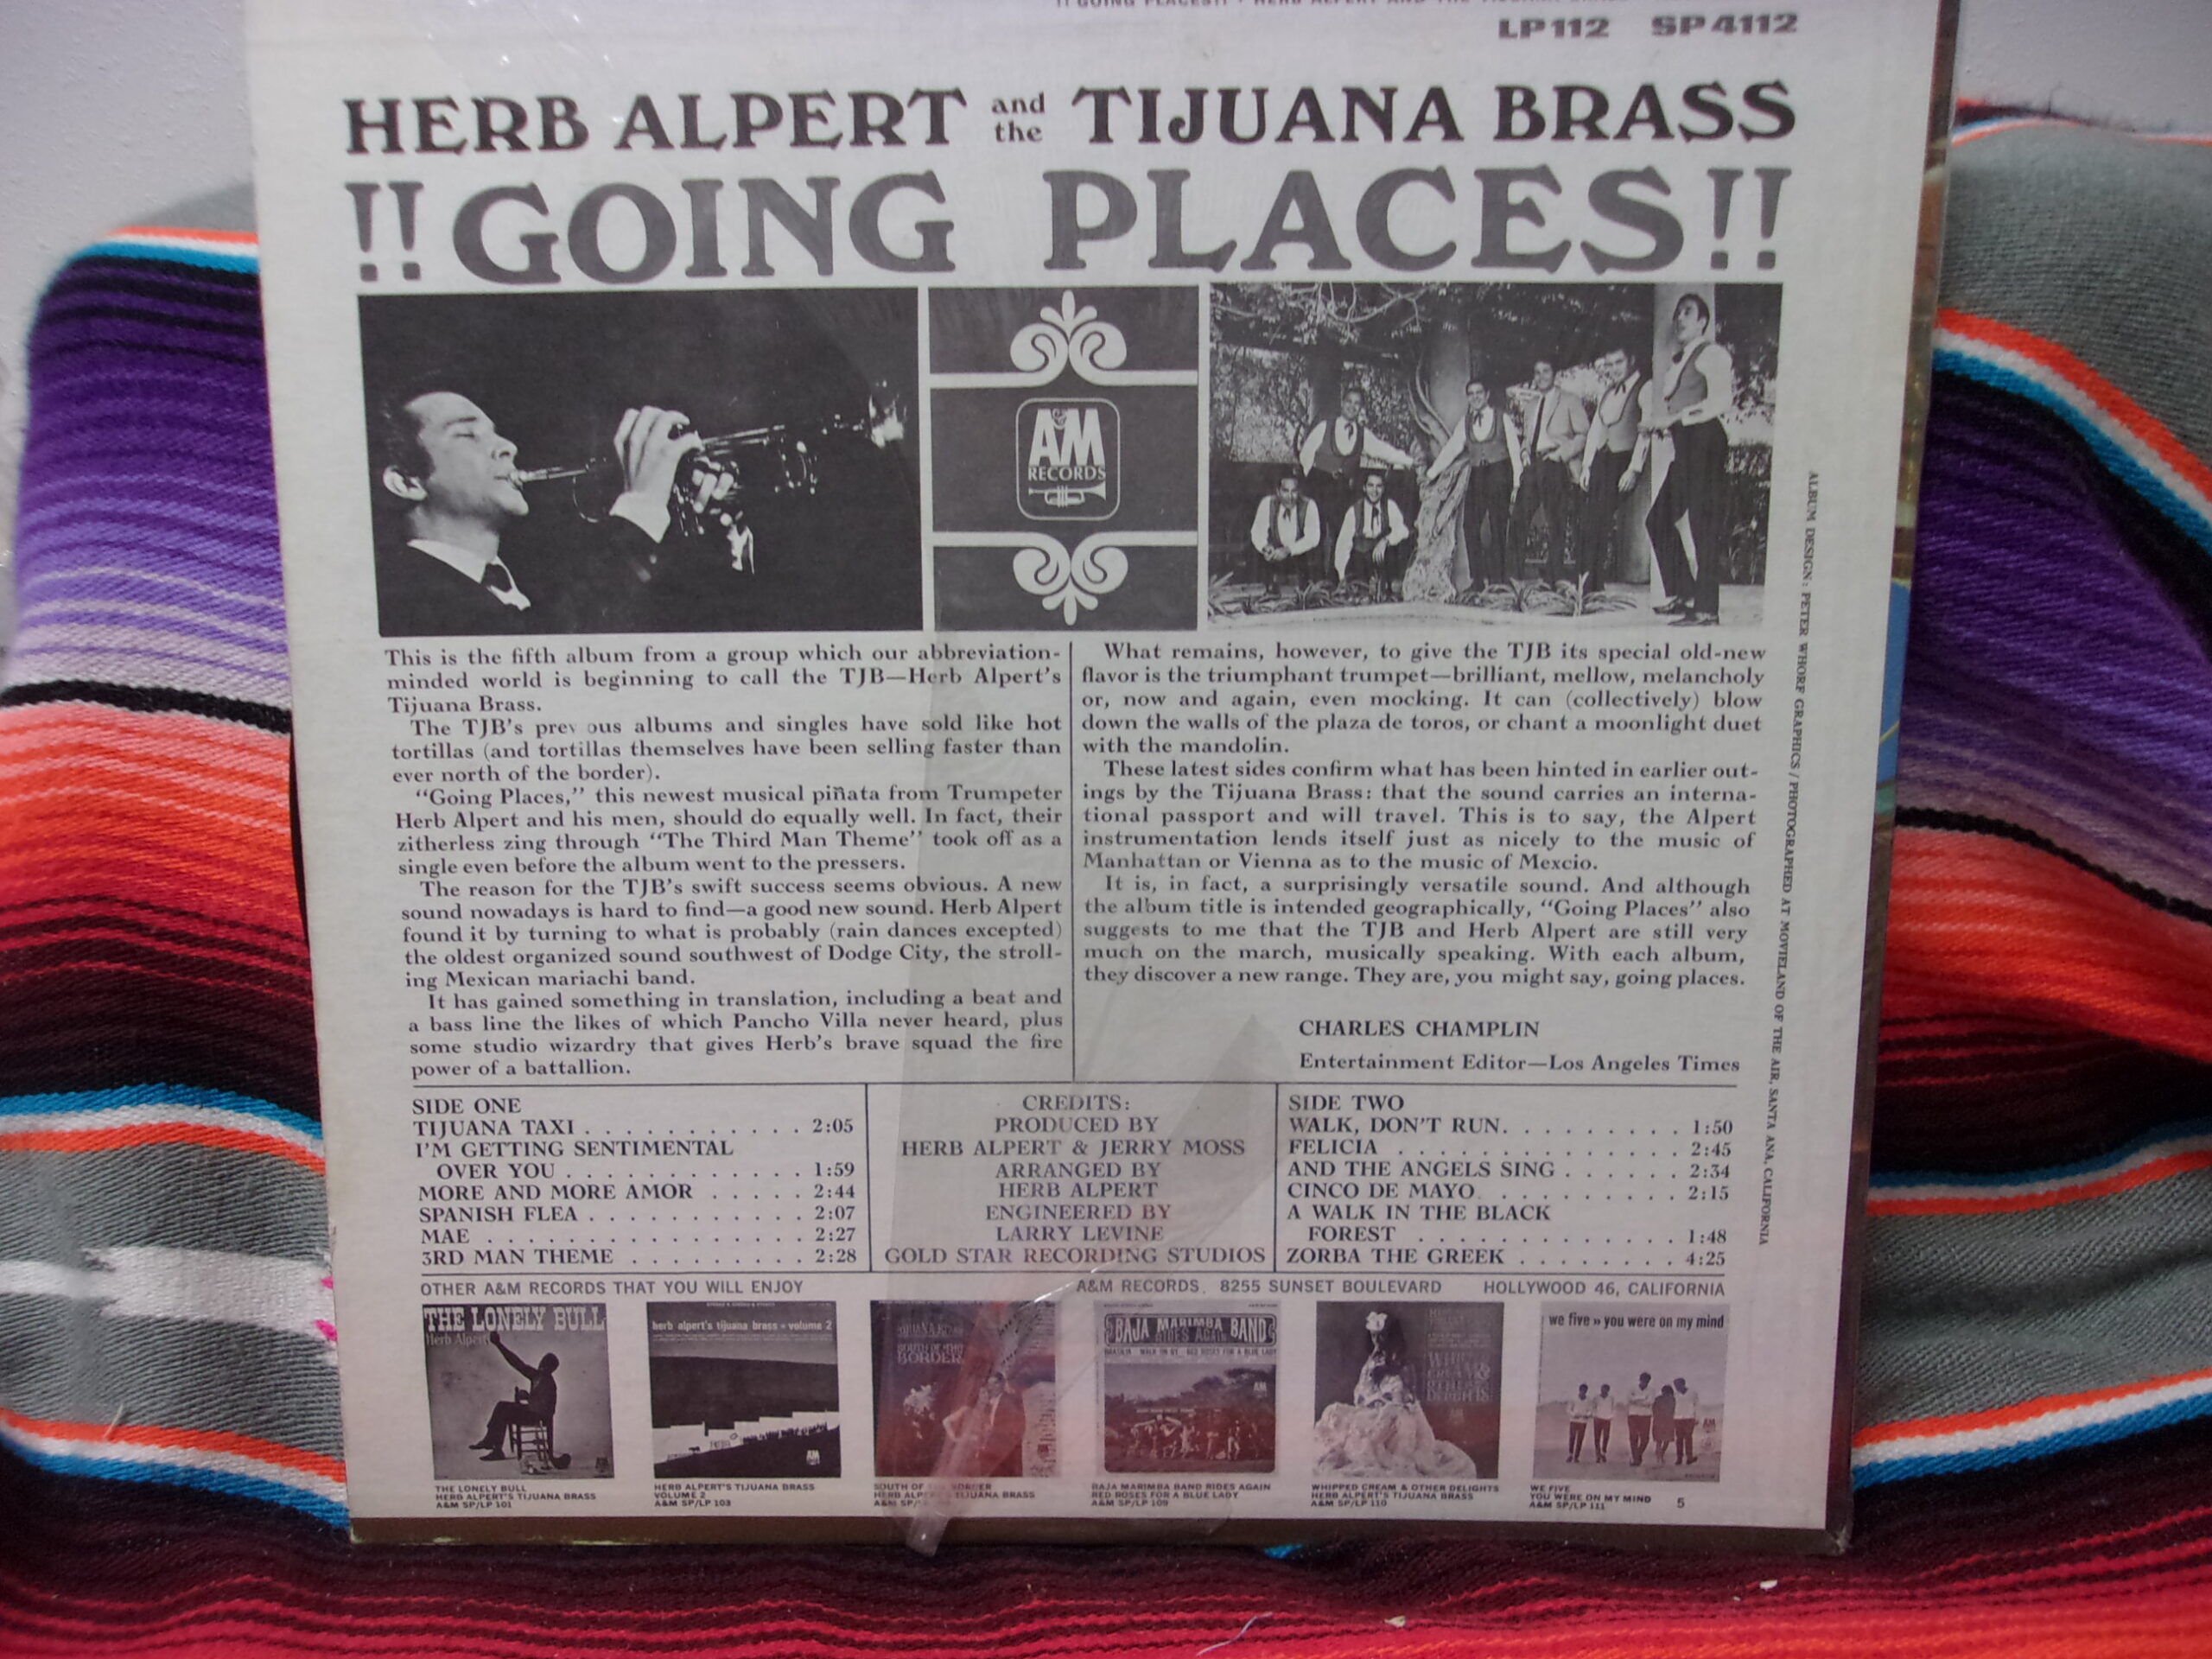 LP 112 SP 4112
HERB ALPERT and the TIJUANA BRASS
!!GOING PLACES!!
A&M
RECORDS
This is the fifth album from a group which our abbreviation-
minded world is beginning to call the TJB—Herb Alpert's
Tijuana Brass.
The TJB's prev ous albums and singles have sold like hot
tortillas (and tortillas themselves have been selling faster than
ever north of the border).
"Going Places," this newest musical piñata from Trumpeter
Herb Alpert and his men, should do equally well. In fact, their
zitherless zing through "The Third Man Theme" took off as a
single even before the album went to the pressers.
The reason for the TJB's swift success seems obvious. A new
sound nowadays is hard to find—a good new sound. Herb Alpert
found it by turning to what is probably (rain dances excepted)
the oldest organized sound southwest of Dodge City, the stroll-
ing Mexican mariachi band.
It has gained something in translation, including a beat and
a bass line the likes of which Pancho Villa never heard, plus
some studio wizardry that gives Herb's brave squad the fire
power of a battallion.
What remains, however, to give the TJB its special old-new
flavor is the triumphant trumpet—brilliant, mellow, melancholy
or, now and again, even mocking. It can (collectively) blow
down the walls of the plaza de toros, or chant a moonlight duet
with the mandolin.
These latest sides confirm what has been hinted in earlier out-
ings by the Tijuana Brass: that the sound carries an interna-
tional passport and will travel. This is to say, the Alpert
instrumentation lends itself just as nicely to the music of
Manhattan or Vienna as to the music of Mexcio.
It is, in fact, a surprisingly versatile sound. And although
the album title is intended geographically, "Going Places" also
suggests to me that the TJB and Herb Alpert are still very
much on the march, musically speaking. With each album,
they discover a new range. They are, you might say, going places.
CHARLES CHAMPLIN
Entertainment Editor—Los Angeles Times
ALBUM DESIGN: PETER WHORF GRAPHICS / PHOTOGRAPHED AT MOVIELAND OF THE AIR, SANTA ANA, CALIFORNIA
SIDE ONE
TIJUANA TAXI . . . . . . . . . . . 2:05
I'M GETTING SENTIMENTAL
OVER YOU . . . . . . . . . . . . 1:59
MORE AND MORE AMOR . . . . . 2:44
SPANISH FLEA . . . . . . . . . . . 2:07
MAE . . . . . . . . . . . . . . . . 2:27
3RD MAN THEME . . . . . . . . . 2:28
CREDITS:
PRODUCED BY
HERB ALPERT & JERRY MOSS
ARRANGED BY
HERB ALPERT
ENGINEERED BY
LARRY LEVINE
GOLD STAR RECORDING STUDIOS
SIDE TWO
WALK, DON'T RUN. . . . . . . . . 1:50
FELICIA . . . . . . . . . . . . . . 2:45
AND THE ANGELS SING . . . . . . 2:34
CINCO DE MAYO . . . . . . . . . 2:15
A WALK IN THE BLACK
FOREST . . . . . . . . . . . . . 1:48
ZORBA THE GREEK . . . . . . . . 4:25
OTHER A&M RECORDS THAT YOU WILL ENJOY
A&M RECORDS, 8255 SUNSET BOULEVARD HOLLYWOOD 46, CALIFORNIA
THE LONELY BULL
Herb Alpert
herb alpert's tijuana brass • volume 2
SOUTH OF THE
BORDER
BAJA MARIMBA BAND
RIDES AGAIN
we five » you were on my mind
THE LONELY BULL
HERB ALPERT'S TIJUANA BRASS
A&M SP/LP 101
HERB ALPERT'S TIJUANA BRASS
VOLUME 2
A&M SP/LP 103
SOUTH OF BORDER
HERB TIJUANA BRASS
A&M
BAJA MARIMBA BAND RIDES AGAIN
RED ROSES FOR A BLUE LADY
A&M SP/LP 109
WHIPPED CREAM & OTHER DELIGHTS
HERB ALPERT'S TIJUANA BRASS
A&M SP/LP 110
WE FIVE
YOU WERE ON MY MIND
A&M SP/LP 111
5